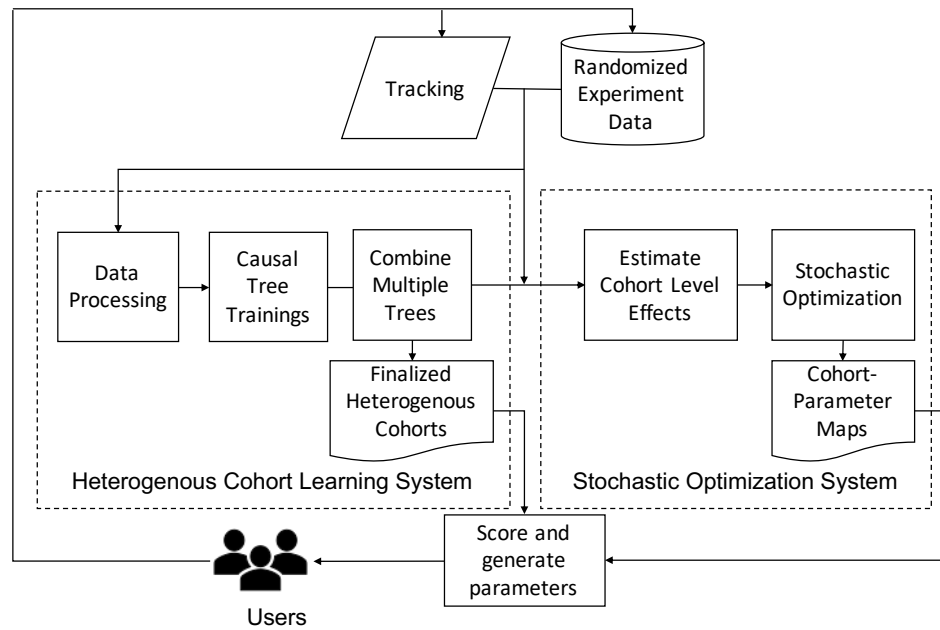 Tracking
Randomized
Experiment
Data
Data
Processing
Causal
Tree
Trainings
Combine
Multiple
Trees
Estimate
Cohort Level
Effects
Stochastic
Optimization
Finalized
Heterogenous
Cohorts
Cohort-
Parameter
Maps
Heterogenous Cohort Learning System
Stochastic Optimization System
Score and
generate
parameters
Users